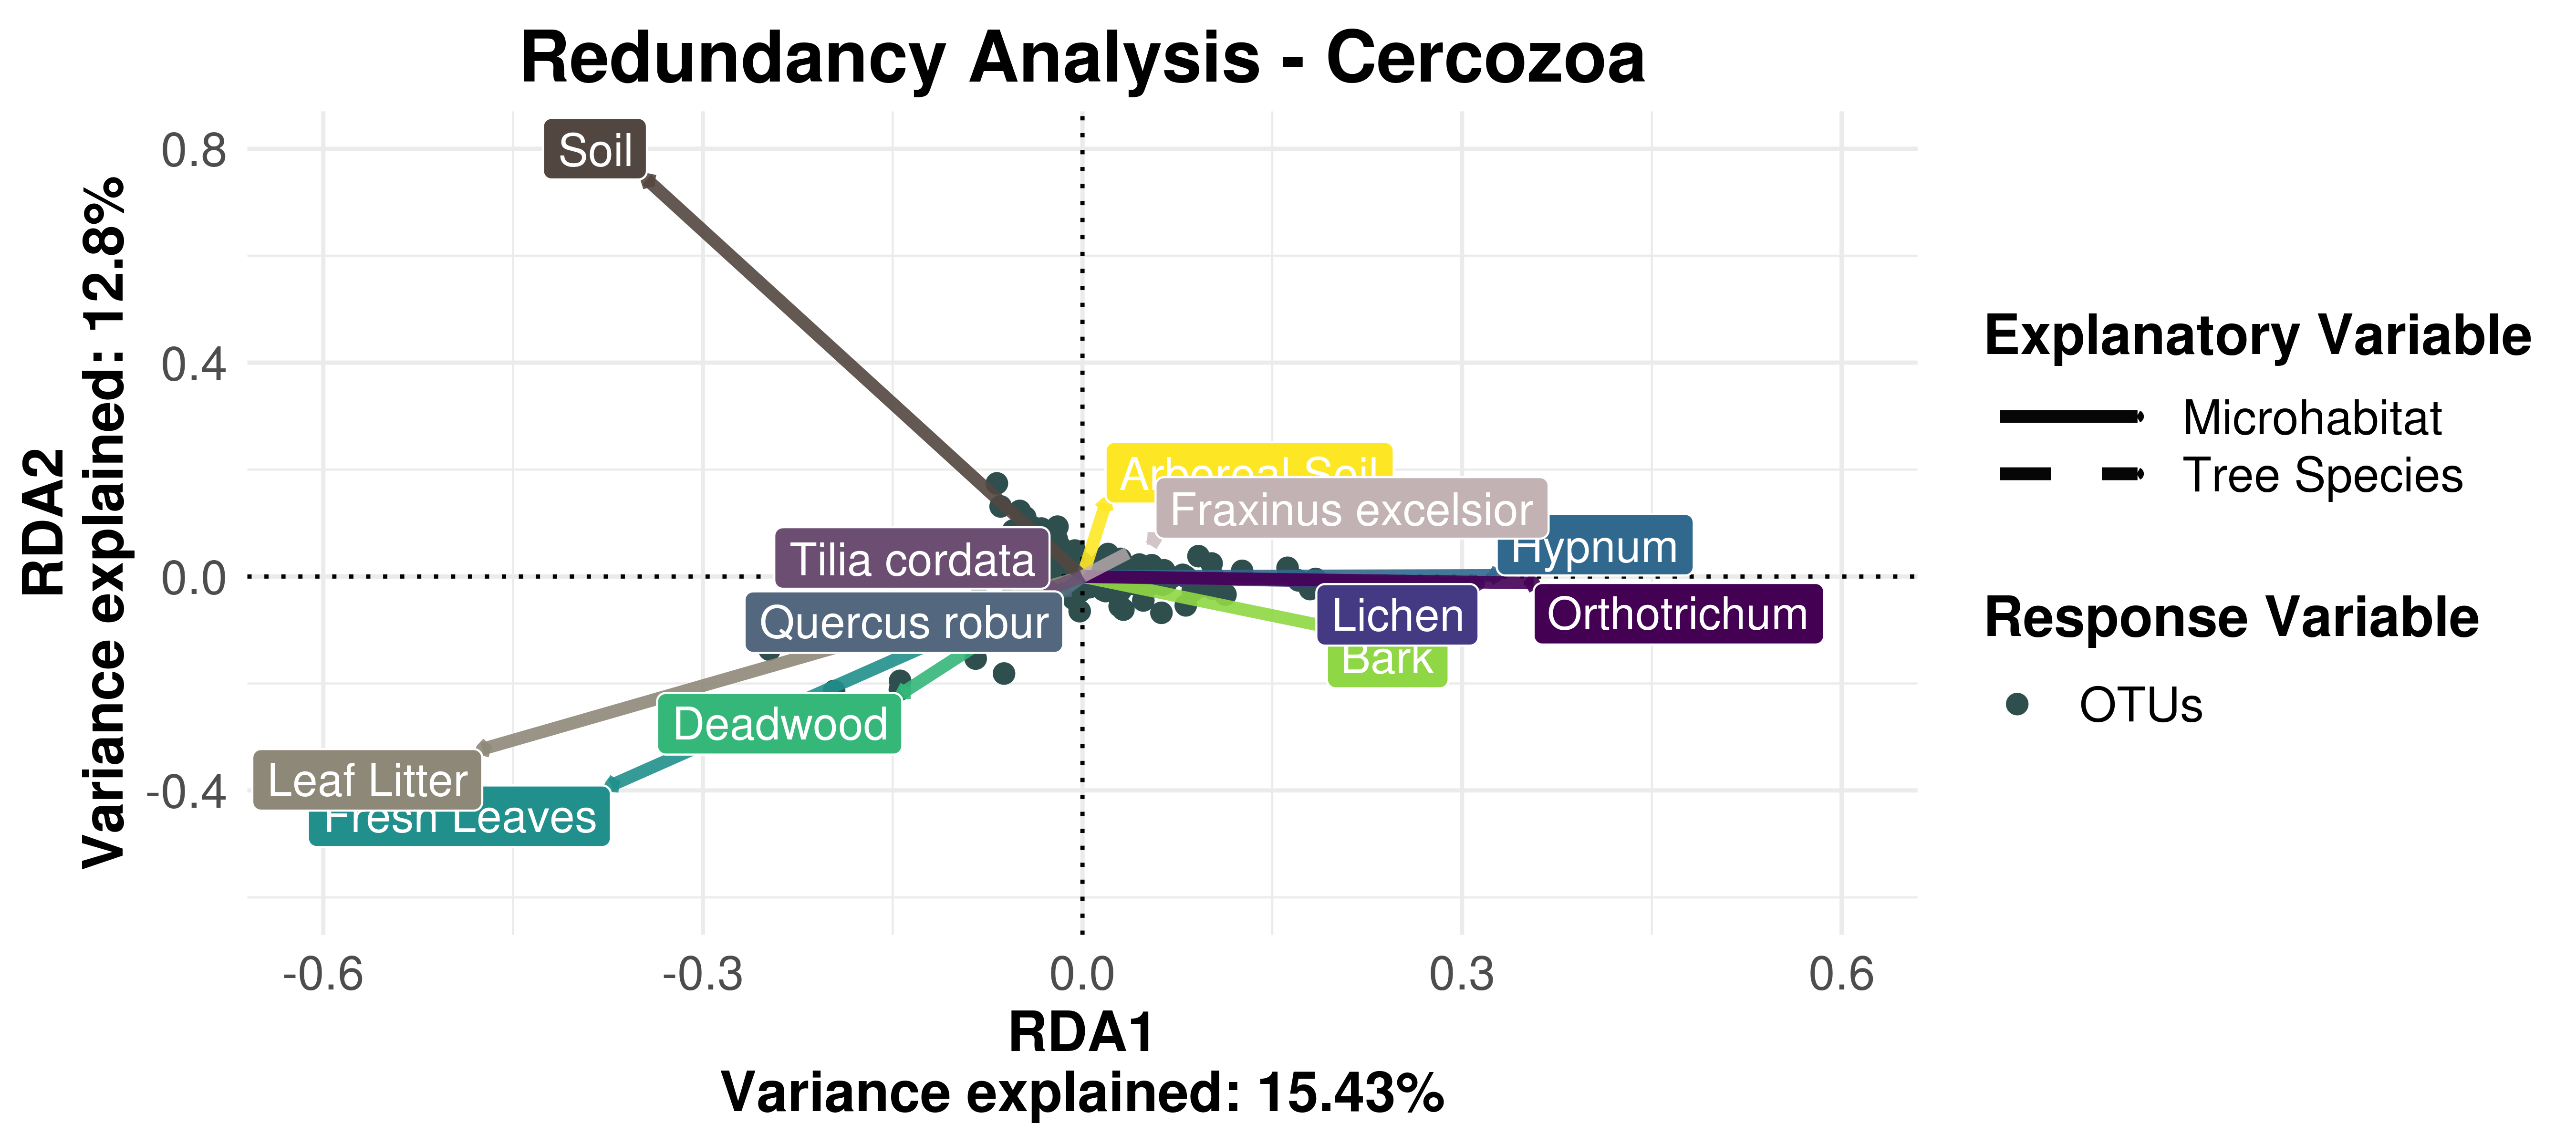 Redundancy Analysis - Cercozoa
RDA2
Variance explained: 12.8%
0.8
0.4
0.0
-0.4
Soil
Arboreal Soil
Fraxinus excelsior
Hypnum
Tilia cordata
Quercus robur
Lichen
Orthotrichum
Bark
Deadwood
Leaf Litter
Fresh Leaves
-0.6
-0.3
0.0
0.3
0.6
RDA1
Variance explained: 15.43%
Explanatory Variable
Microhabitat
Tree Species
Response Variable
OTUs